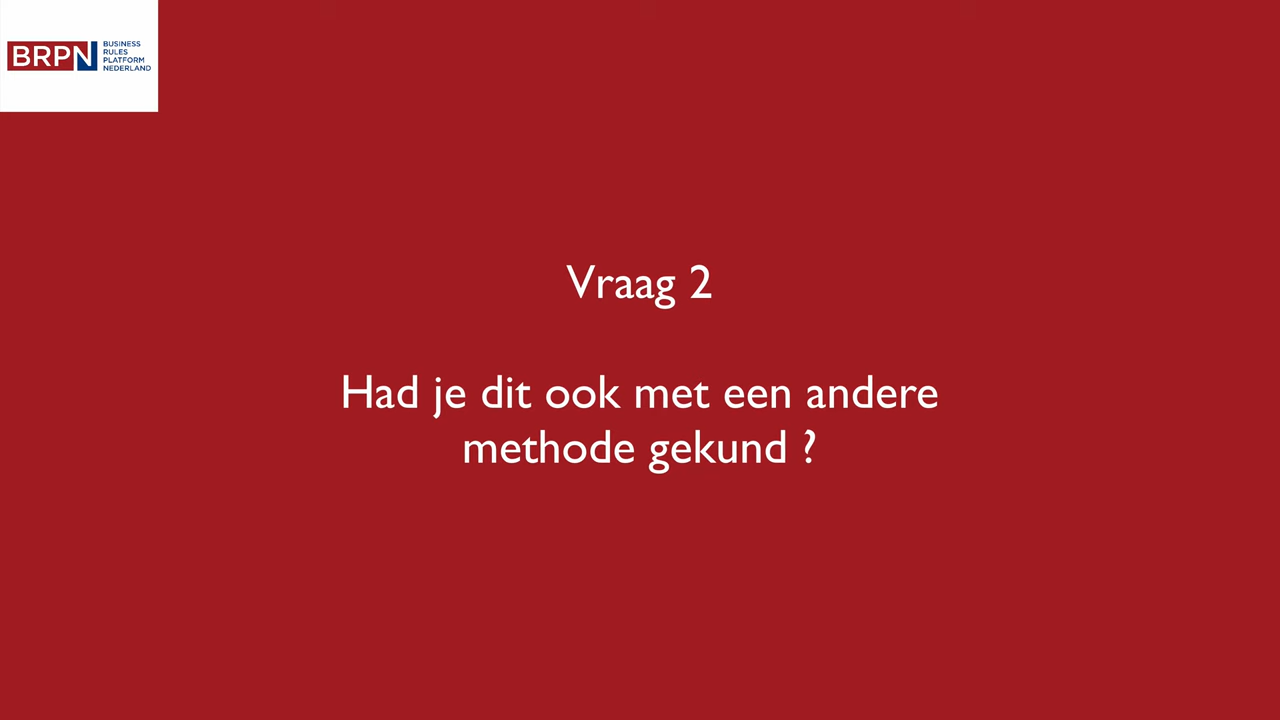 BRPN
BUSINESS
RULES
PLATFORM
NEDERLAND
Vraag 2
Had je dit ook met een andere
methode gekund ?